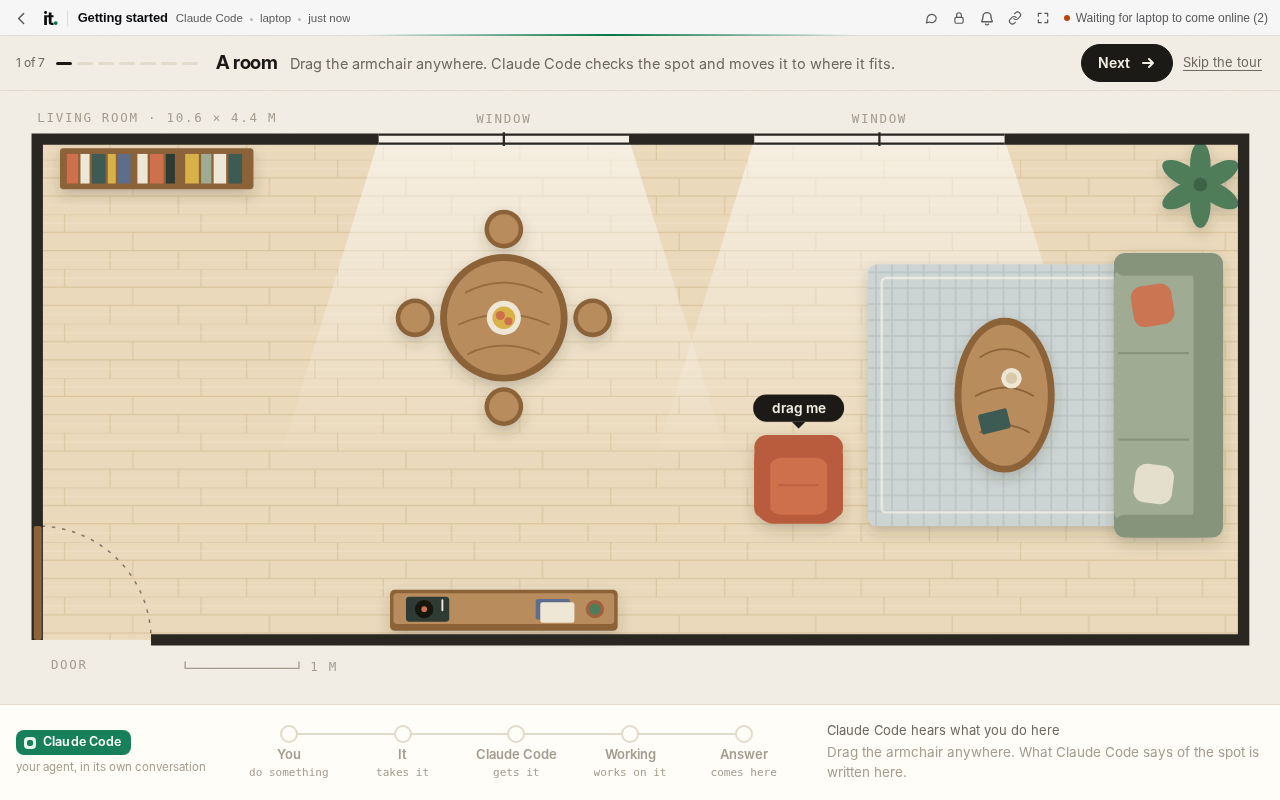 it. Getting started Claude Code • laptop • just now
Waiting for laptop to come online (2)
1 of 7
A room Drag the armchair anywhere. Claude Code checks the spot and moves it to where it fits.
Next
Skip the tour
LIVING ROOM · 10.6 × 4.4 M
WINDOW
WINDOW
drag me
DOOR
1 M
Claude Code
your agent, in its own conversation
You
do something
It
takes it
Claude Code
gets it
Working
works on it
Answer
comes here
Claude Code hears what you do here
Drag the armchair anywhere. What Claude Code says of the spot is
written here.